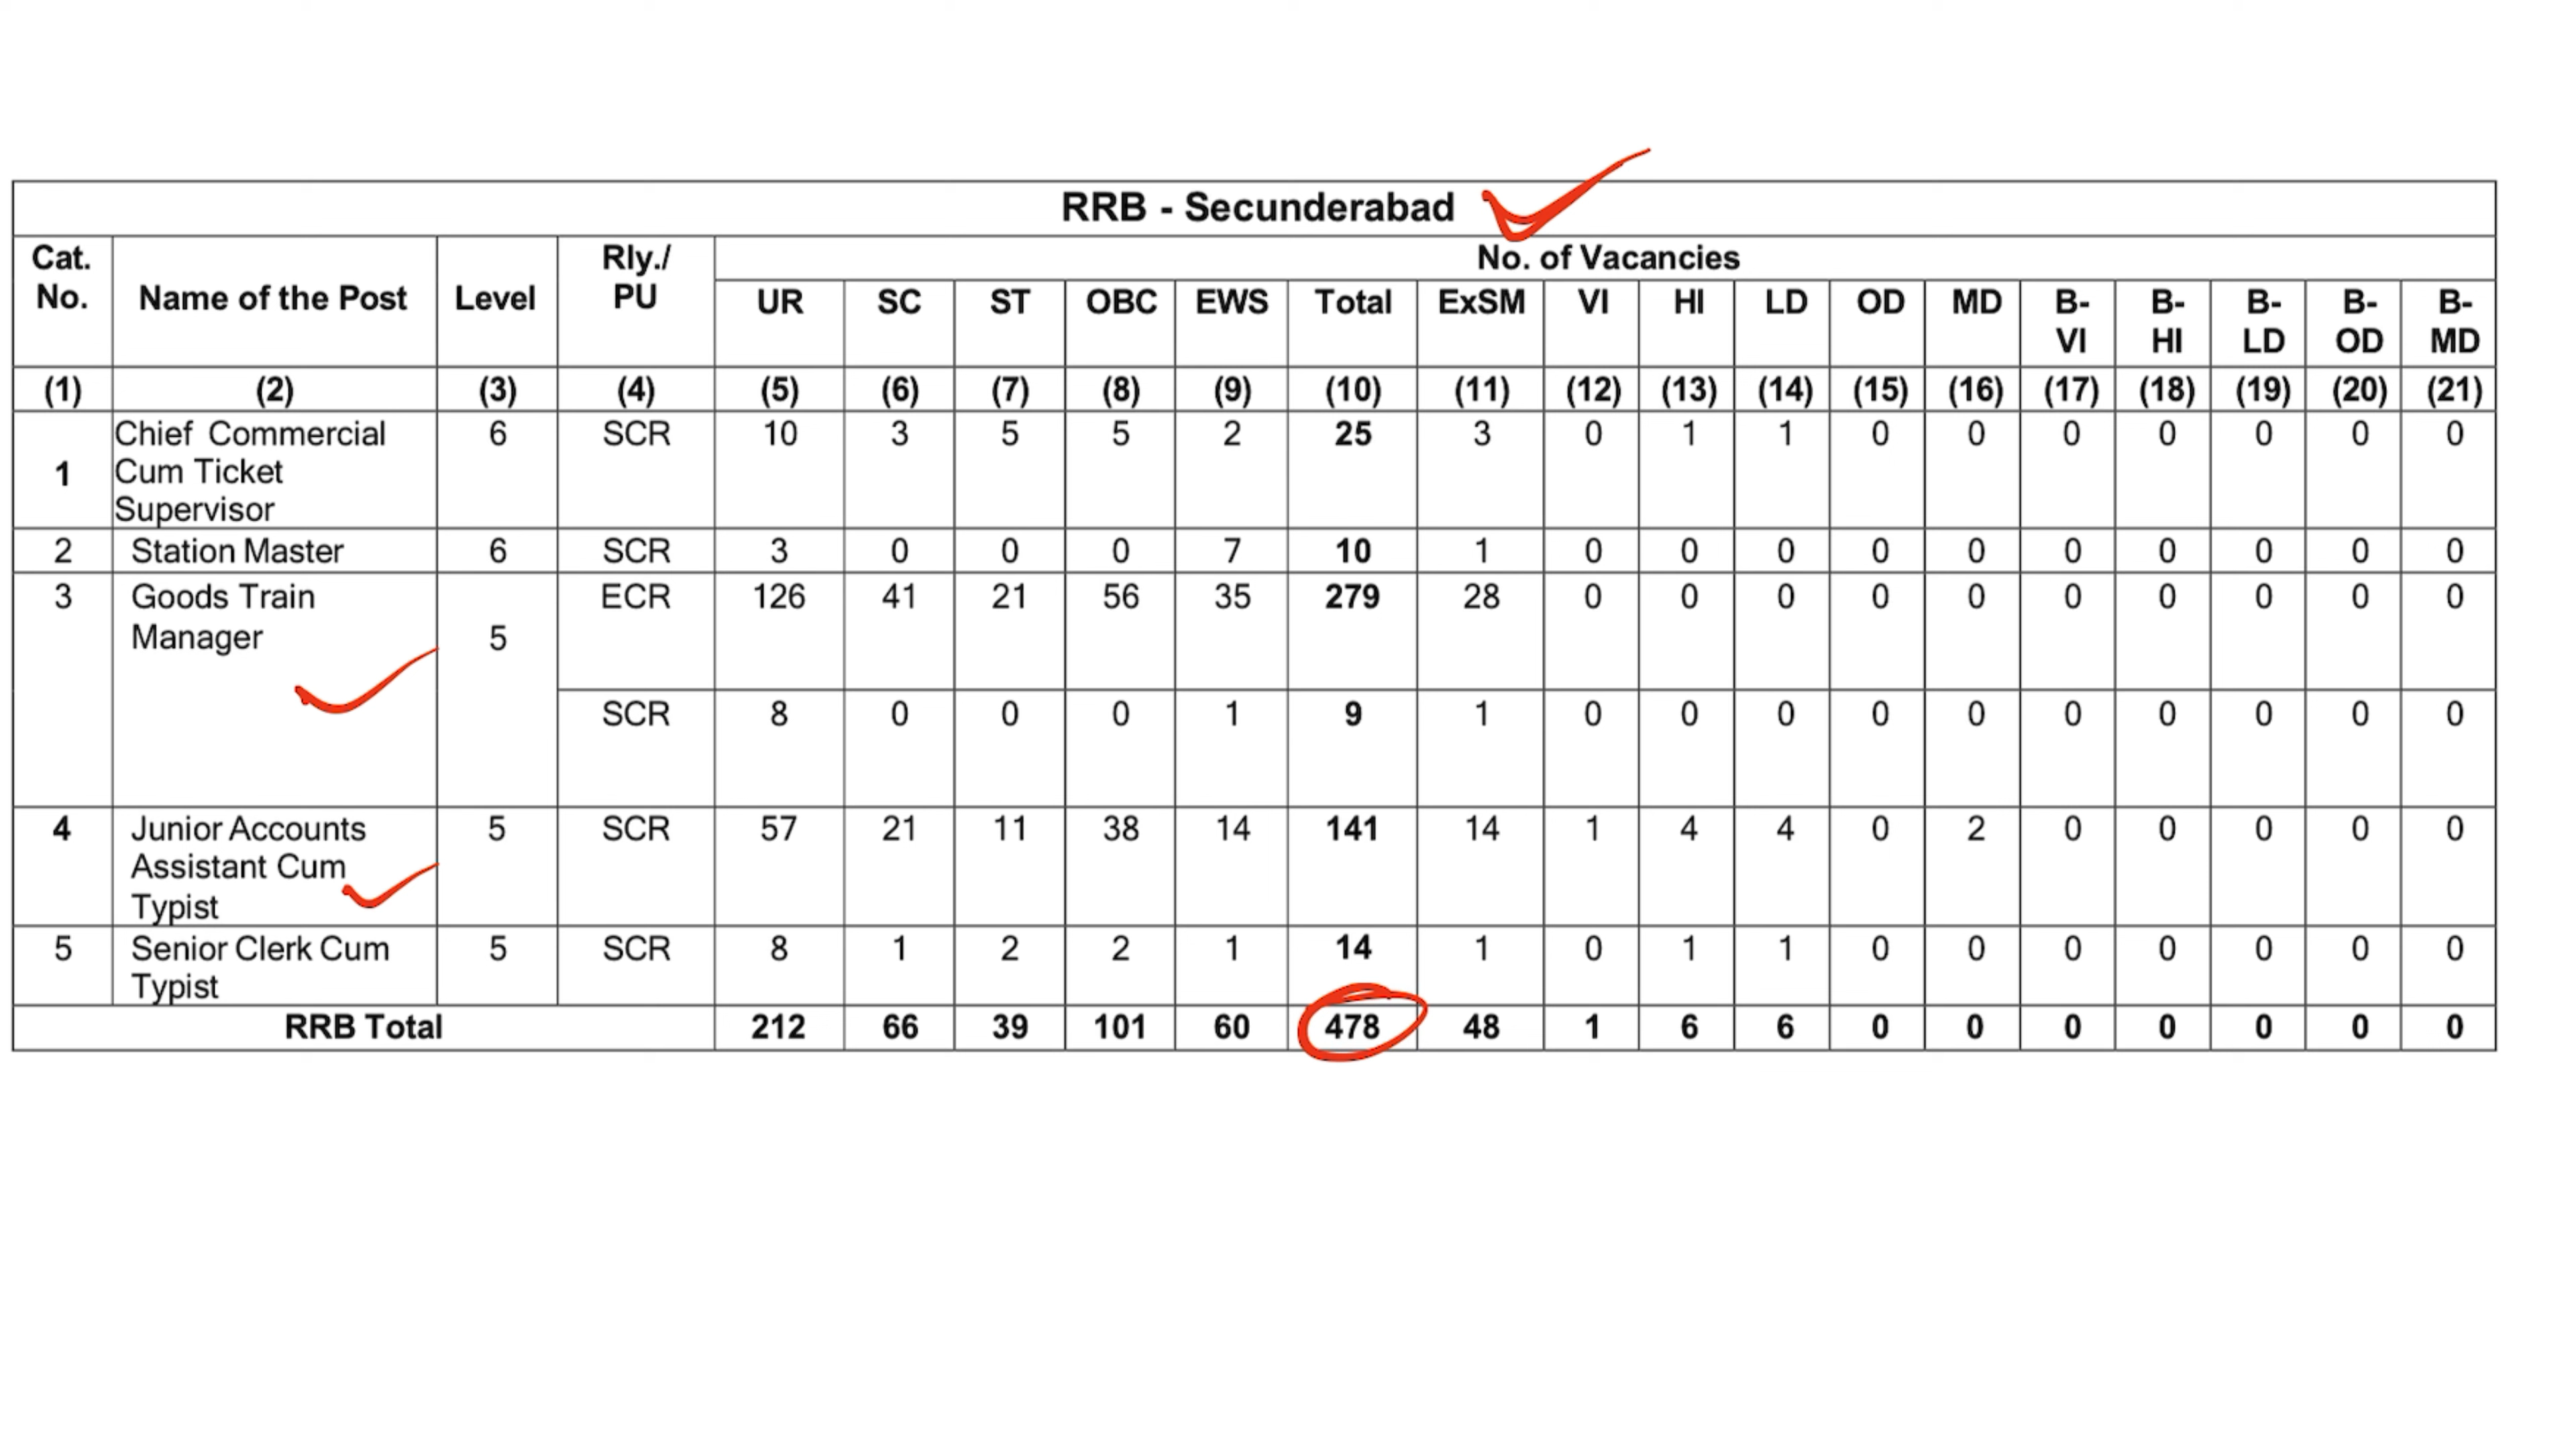 RRB - Secunderabad
Cat. No. Name of the Post Level Rly./ PU No. of Vacancies
UR SC ST OBC EWS Total ExSM VI HI LD OD MD B-VI B-HI B-LD B-OD B-MD
(1) (2) (3) (4) (5) (6) (7) (8) (9) (10) (11) (12) (13) (14) (15) (16) (17) (18) (19) (20) (21)
1 Chief Commercial Cum Ticket Supervisor 6 SCR 10 3 5 5 2 25 3 0 1 1 0 0 0 0 0 0 0
2 Station Master 6 SCR 3 0 0 0 7 10 1 0 0 0 0 0 0 0 0 0 0
3 Goods Train Manager 5 ECR 126 41 21 56 35 279 28 0 0 0 0 0 0 0 0 0 0
SCR 8 0 0 0 1 9 1 0 0 0 0 0 0 0 0 0 0
4 Junior Accounts Assistant Cum Typist 5 SCR 57 21 11 38 14 141 14 1 4 4 0 2 0 0 0 0 0
5 Senior Clerk Cum Typist 5 SCR 8 1 2 2 1 14 1 0 1 1 0 0 0 0 0 0 0
RRB Total 212 66 39 101 60 478 48 1 6 6 0 0 0 0 0 0 0